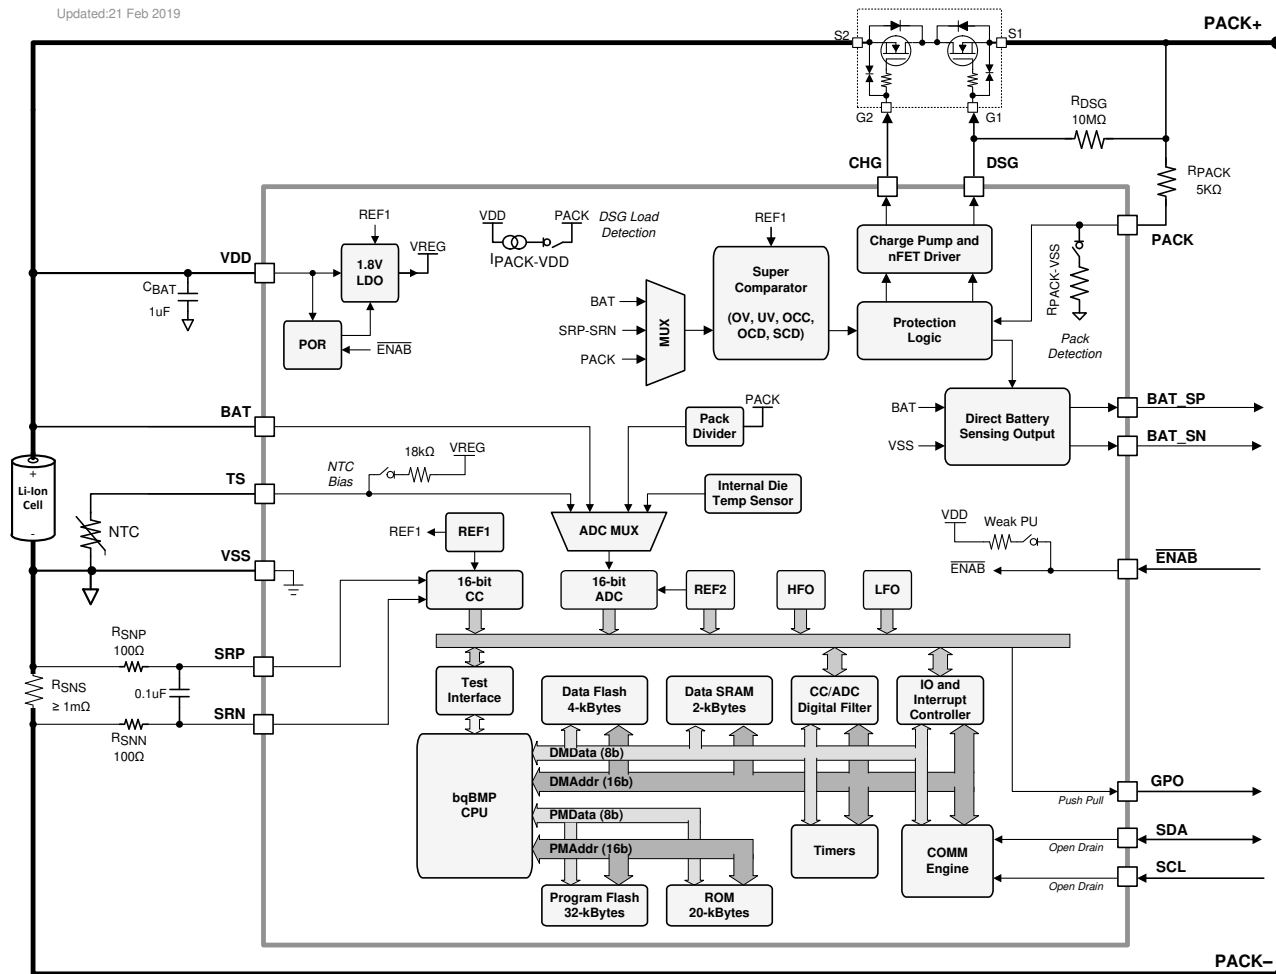 Updated:21 Feb 2019
PACK+
S2
S1
G2
G1
RDSG
10MΩ
CHG
DSG
RPACK
5KΩ
REF1
VDD
PACK
DSG Load
Detection
REF1
PACK
VDD
1.8V
LDO
VREG
IPACK-VDD
Charge Pump and
nFET Driver
RPACK-VSS
CBAT
1uF
Super
Comparator
(OV, UV, OCC,
OCD, SCD)
BAT
SRP-SRN
PACK
MUX
Protection
Logic
Pack
Detection
POR
ENAB
BAT
Pack
Divider
PACK
BAT
VSS
Direct Battery
Sensing Output
BAT_SP
BAT_SN
+
Li-Ion
Cell
-
TS
NTC
Bias
18kΩ
VREG
Internal Die
Temp Sensor
NTC
REF1
REF1
ADC MUX
VDD
Weak PU
ENAB
ENAB
VSS
16-bit
CC
16-bit
ADC
REF2
HFO
LFO
RSNP
100Ω
SRP
RSNS
≥ 1mΩ
0.1uF
SRN
RSNN
100Ω
Test
Interface
Data Flash
4-kBytes
Data SRAM
2-kBytes
CC/ADC
Digital Filter
IO and
Interrupt
Controller
bqBMP
CPU
DMData (8b)
DMAddr (16b)
PMData (8b)
PMAddr (16b)
Push Pull
GPO
Timers
COMM
Engine
Open Drain
SDA
Open Drain
SCL
Program Flash
32-kBytes
ROM
20-kBytes
PACK–